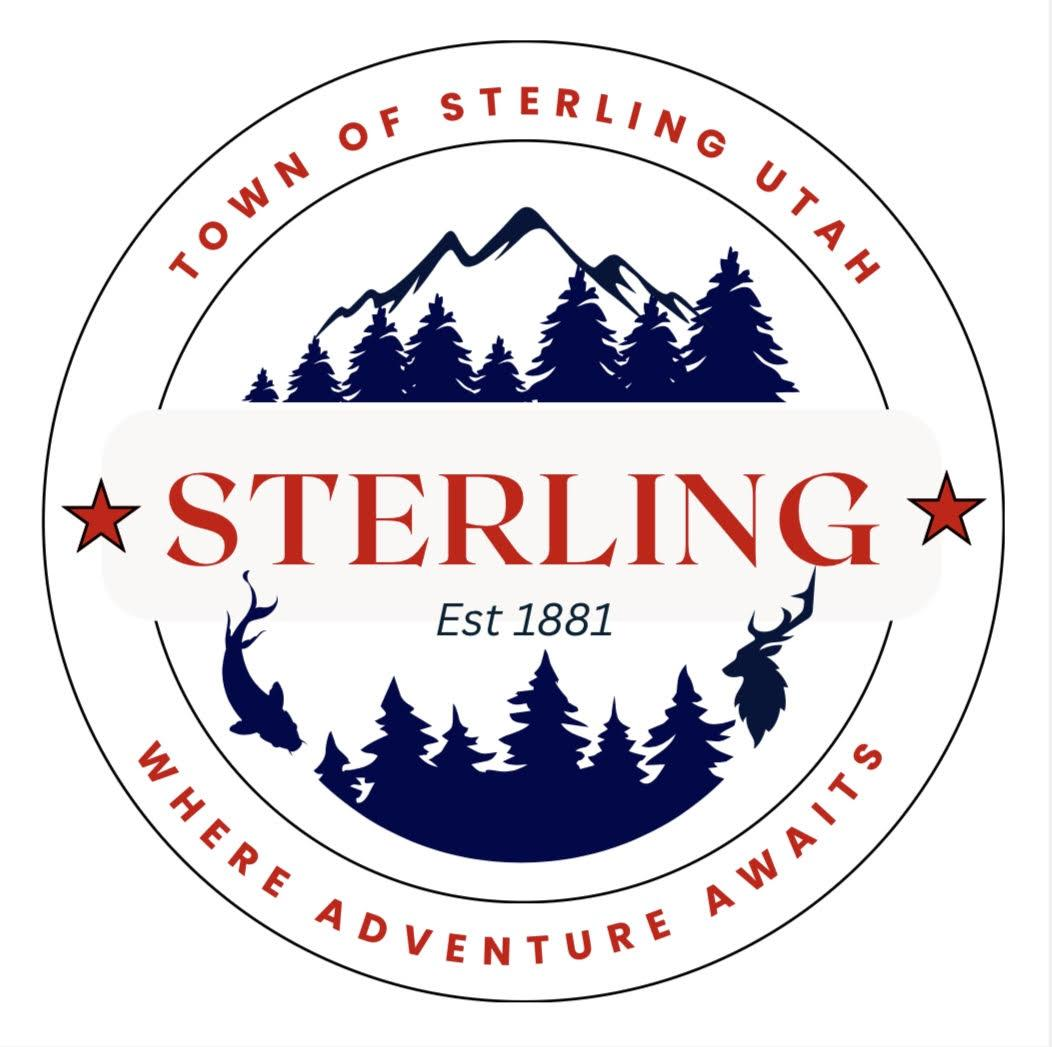 TOWN OF STERLING UTAH
STERLING
Est 1881
WHERE ADVENTURE AWAITS